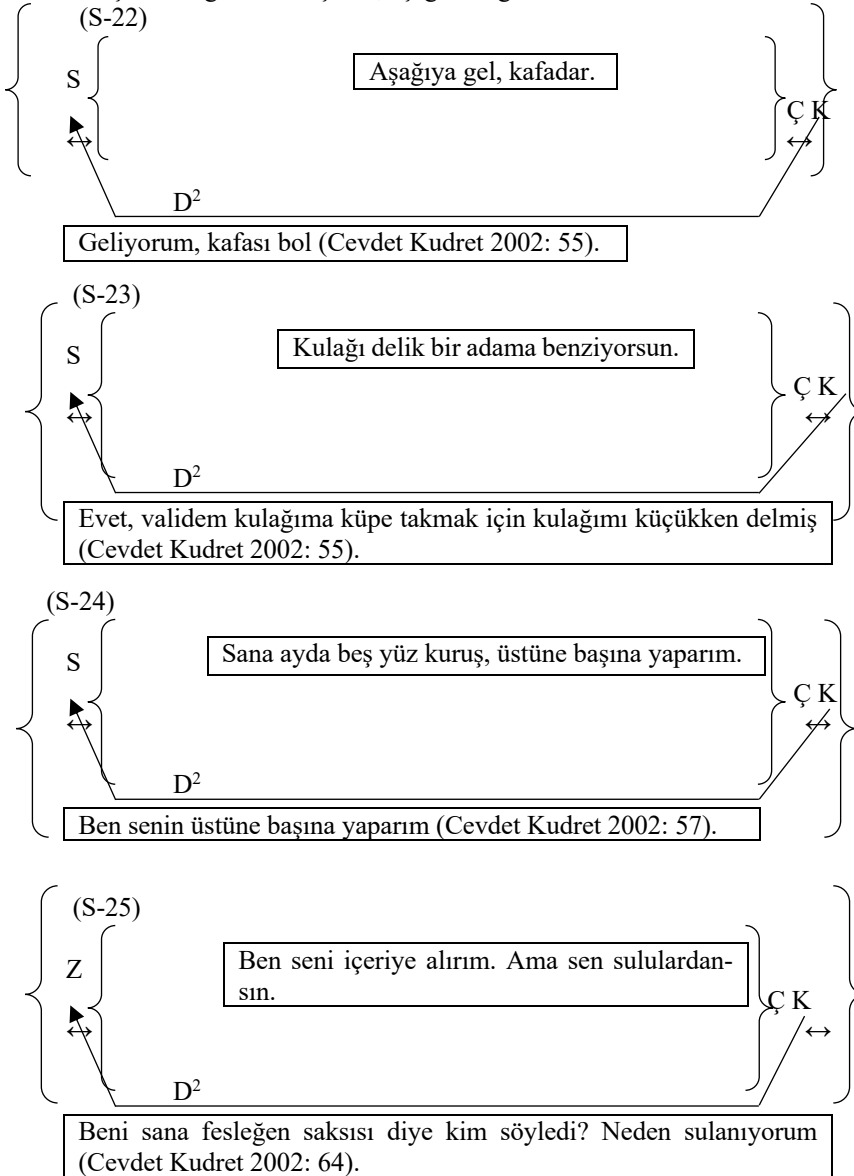 (S-22)
S
Aşağıya gel, kafadar.
Ç K
↔
↔
D²
Geliyorum, kafası bol (Cevdet Kudret 2002: 55).
(S-23)
S
Kulağı delik bir adama benziyorsun.
Ç K
↔
↔
D²
Evet, validem kulağıma küpe takmak için kulağımı küçükken delmiş
(Cevdet Kudret 2002: 55).
(S-24)
S
Sana ayda beş yüz kuruş, üstüne başına yaparım.
Ç K
↔
↔
D²
Ben senin üstüne başına yaparım (Cevdet Kudret 2002: 57).
(S-25)
Z
Ben seni içeriye alırım. Ama sen sululardan-
sın.
Ç K
↔
↔
D²
Beni sana fesleğen saksısı diye kim söyledi? Neden sulanıyorum
(Cevdet Kudret 2002: 64).